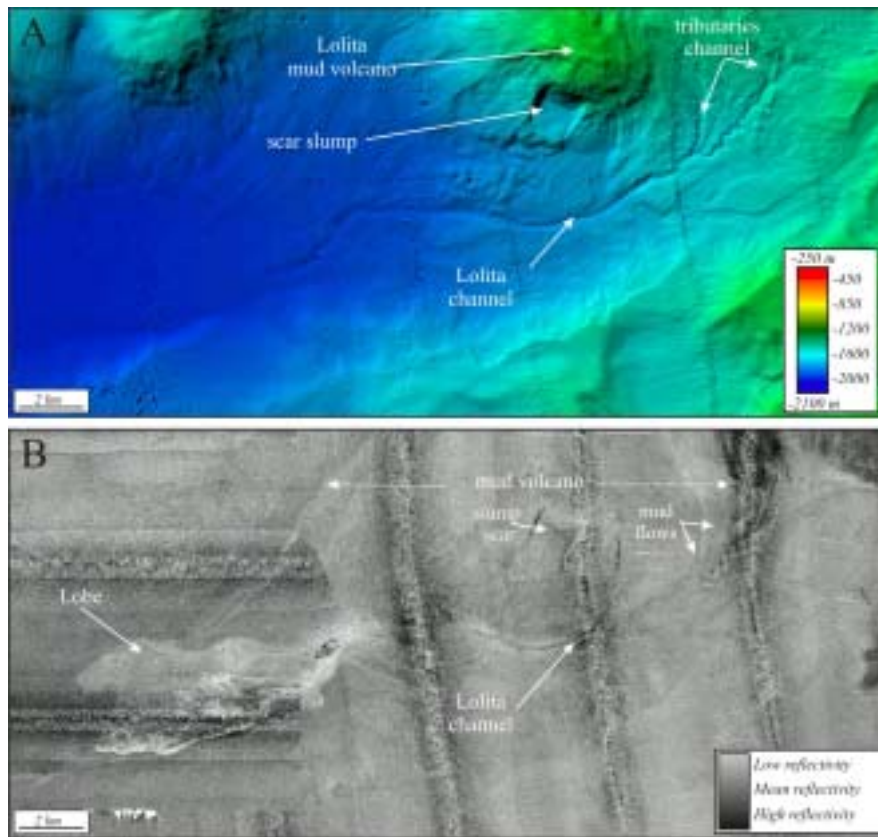 A
Lolita
mud volcano
tributaries
channel
scar slump
Lolita
channel
-250 m
-450
-850
-1200
-1600
-2000
-2100 m
2 km
B
mud volcano
slump
scar
mud
flows
Lobe
Lolita
channel
Low reflectivity
Mean reflectivity
High reflectivity
2 km